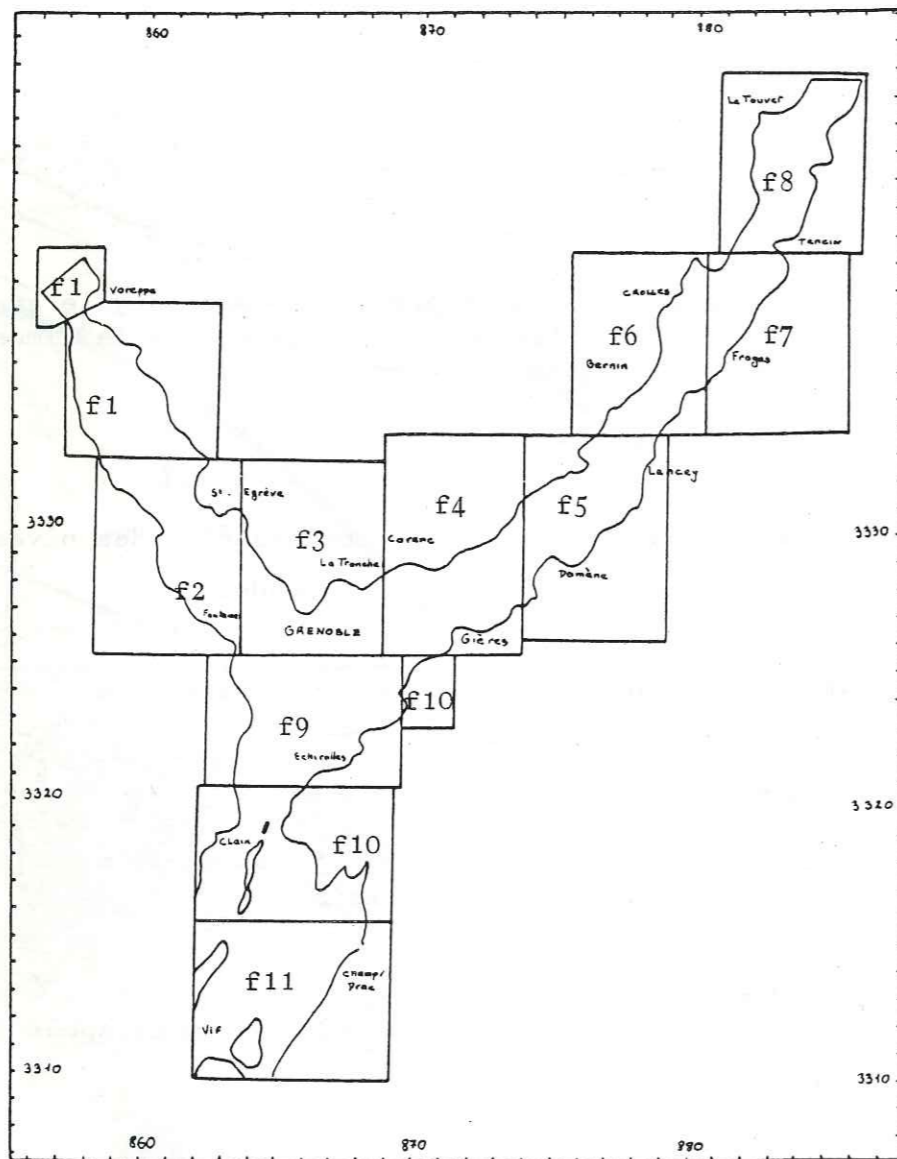 860 870 880
Le Touvet
f8
Tencin
f1 Voreppe
Crolles
f6 f7
Bernin Froges
f1
f4 Lancey
St. Egrève f5
3330 f3 Corenc 3330
La Tronche Domène
f2
Fontaines
GRENOBLE Gières
f10
f9
Echirolles
3320 3320
Claix f10
f11 Champ/
Drac
Vif
3310 3310
860 870 880